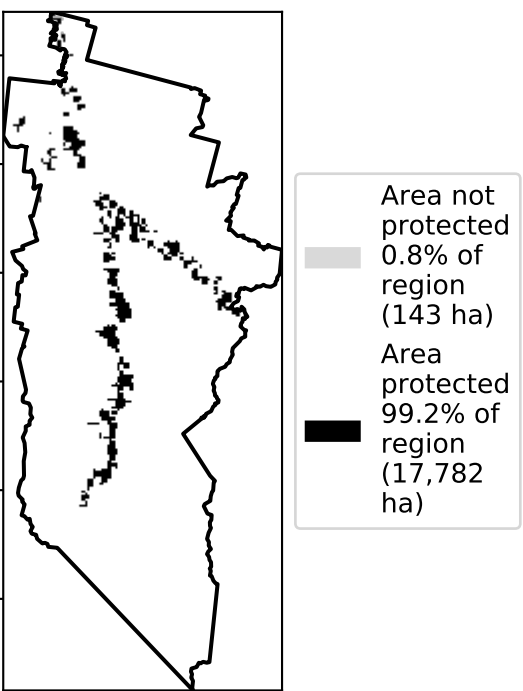 Area not
protected
0.8% of
region
(143 ha)
Area
protected
99.2% of
region
(17,782
ha)